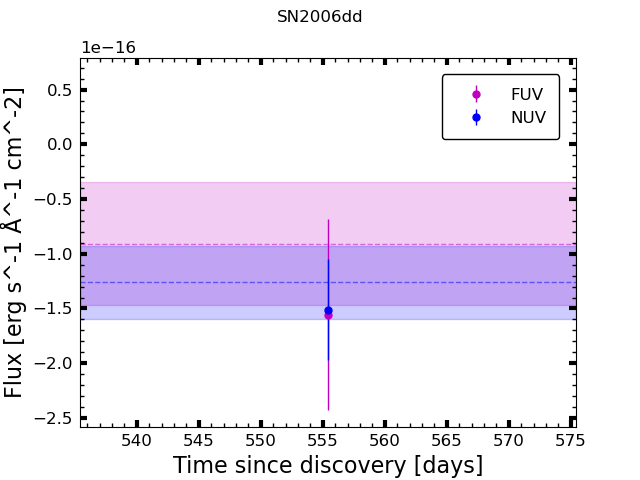 SN2006dd
1e−16
FUV
NUV
0.5
0.0
−0.5
−1.0
−1.5
−2.0
−2.5
Flux [erg s^-1 Å^-1 cm^-2]
540 545 550 555 560 565 570 575
Time since discovery [days]